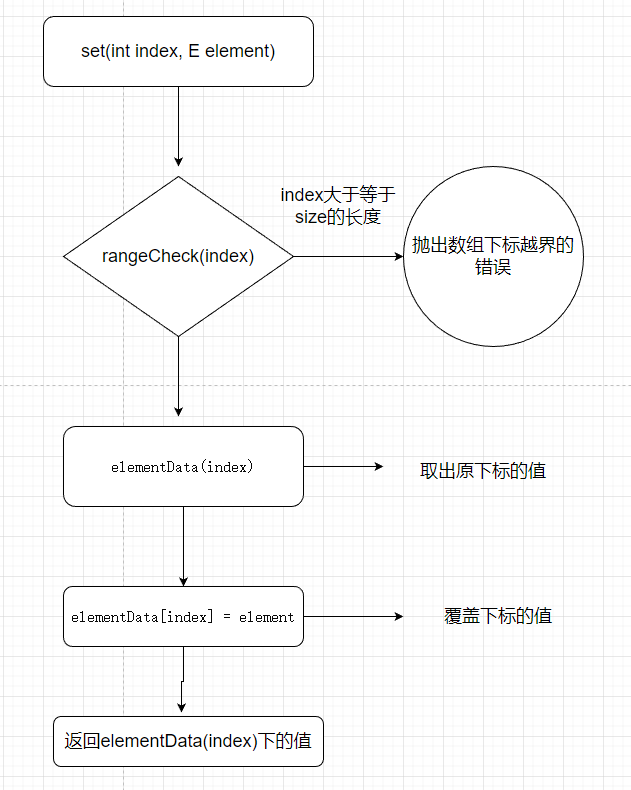 set(int index, E element)
index大于等于
size的长度
rangeCheck(index)
抛出数组下标越界的
错误
elementData(index)
取出原下标的值
elementData[index] = element
覆盖下标的值
返回elementData(index)下的值